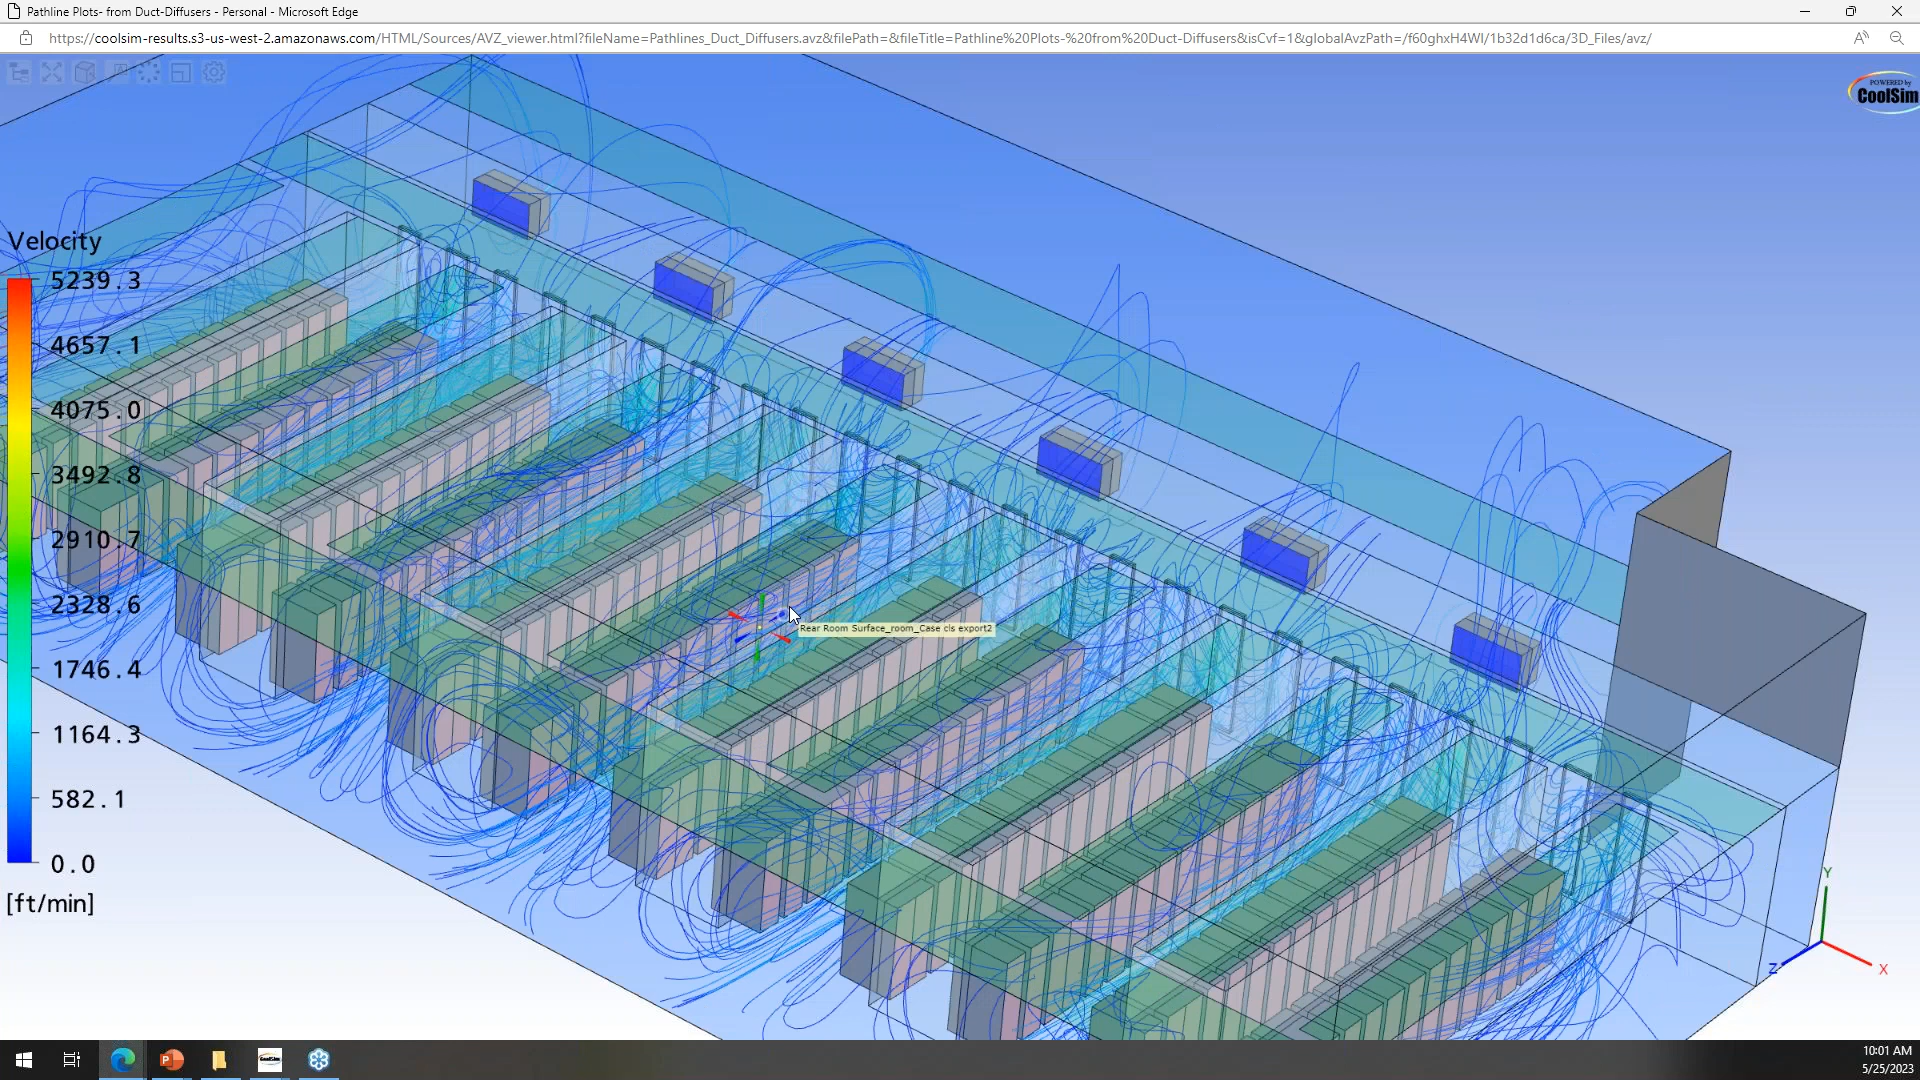 Pathline Plots- from Duct-Diffusers - Personal - Microsoft Edge
https://coolsim-results.s3-us-west-2.amazonaws.com/HTML/Sources/AVZ_viewer.html?fileName=Pathlines_Duct_Diffusers.avz&filePath=&fileTitle=Pathline%20Plots-%20from%20Duct-Diffusers&isCvf=1&globalAvzPath=/f60ghxH4WI/1b32d1d6ca/3D_Files/avz/
POWERED by
CoolSim
Velocity
5239.3
4657.1
4075.0
3492.8
2910.7
2328.6
1746.4
1164.3
582.1
0.0
[ft/min]
Rear Room Surface_room_Case cls export2
Y
Z
X
CoolSim
10:01 AM
5/25/2023